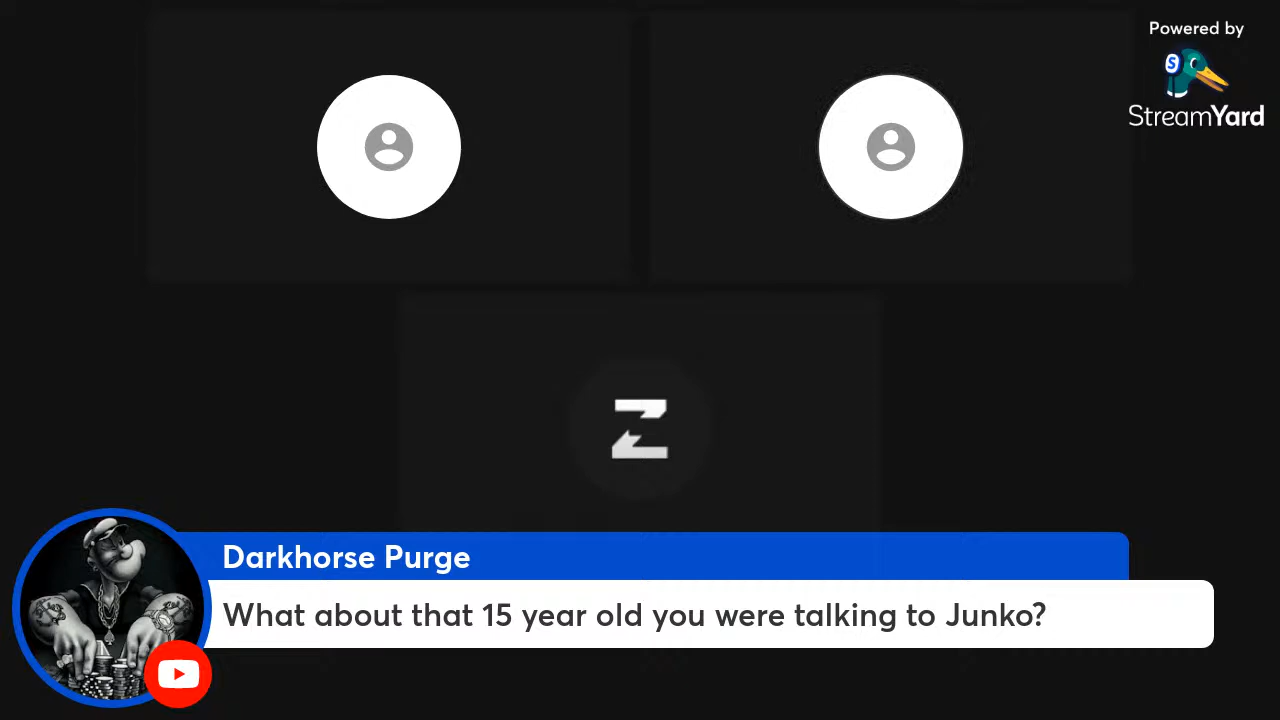 Powered by
StreamYard
Darkhorse Purge
What about that 15 year old you were talking to Junko?